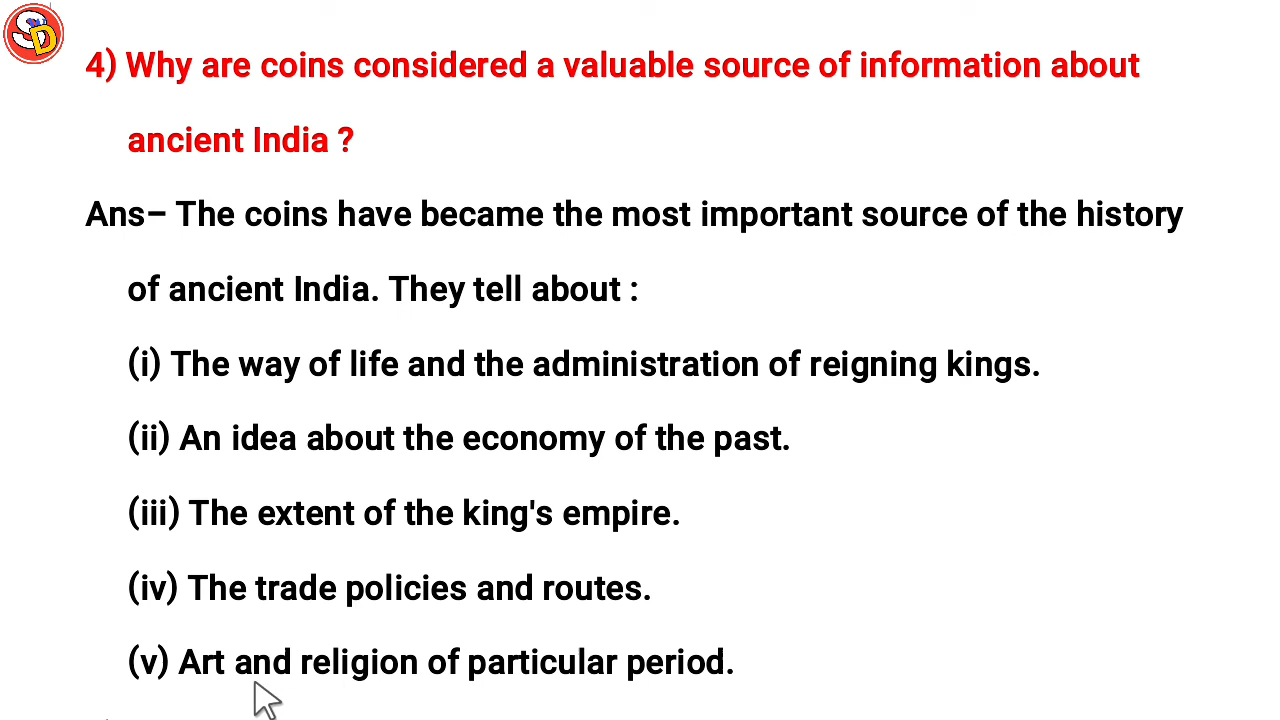 SD
4) Why are coins considered a valuable source of information about
ancient India ?
Ans– The coins have became the most important source of the history
of ancient India. They tell about :
(i) The way of life and the administration of reigning kings.
(ii) An idea about the economy of the past.
(iii) The extent of the king's empire.
(iv) The trade policies and routes.
(v) Art and religion of particular period.